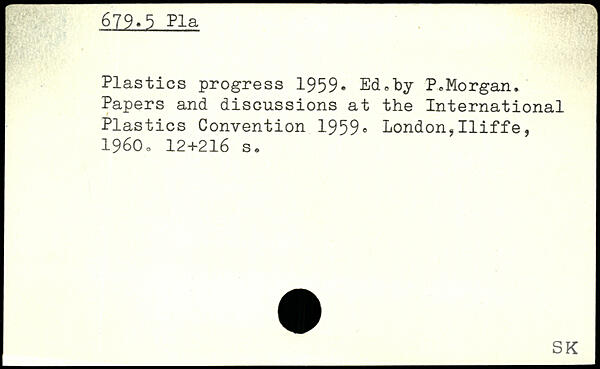 679.5 Pla
Plastics progress 1959. Ed.by P.Morgan.
Papers and discussions at the International
Plastics Convention 1959. London,Iliffe,
1960. 12+216 s.
SK